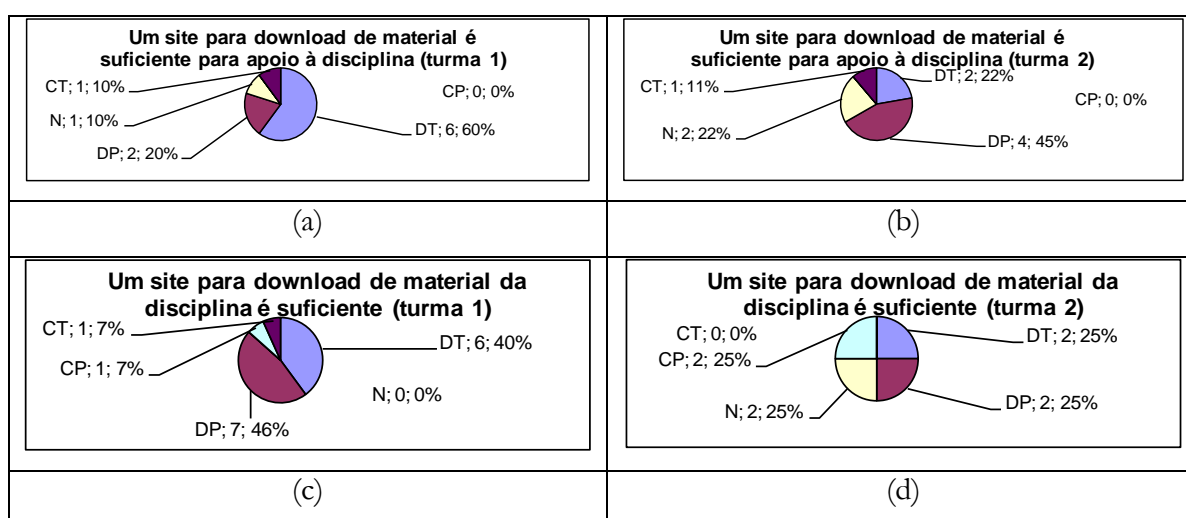 Um site para download de material é
suficiente para apoio à disciplina (turma 1)
CT; 1; 10%
CP; 0; 0%
N; 1; 10%
DT; 6; 60%
DP; 2; 20%
(a)
Um site para download de material é
suficiente para apoio à disciplina (turma 2)
DT; 2; 22%
CT; 1; 11%
CP; 0; 0%
N; 2; 22%
DP; 4; 45%
(b)
Um site para download de material da
disciplina é suficiente (turma 1)
CT; 1; 7%
DT; 6; 40%
CP; 1; 7%
N; 0; 0%
DP; 7; 46%
(c)
Um site para download de material da
disciplina é suficiente (turma 2)
CT; 0; 0%
DT; 2; 25%
CP; 2; 25%
DP; 2; 25%
N; 2; 25%
(d)